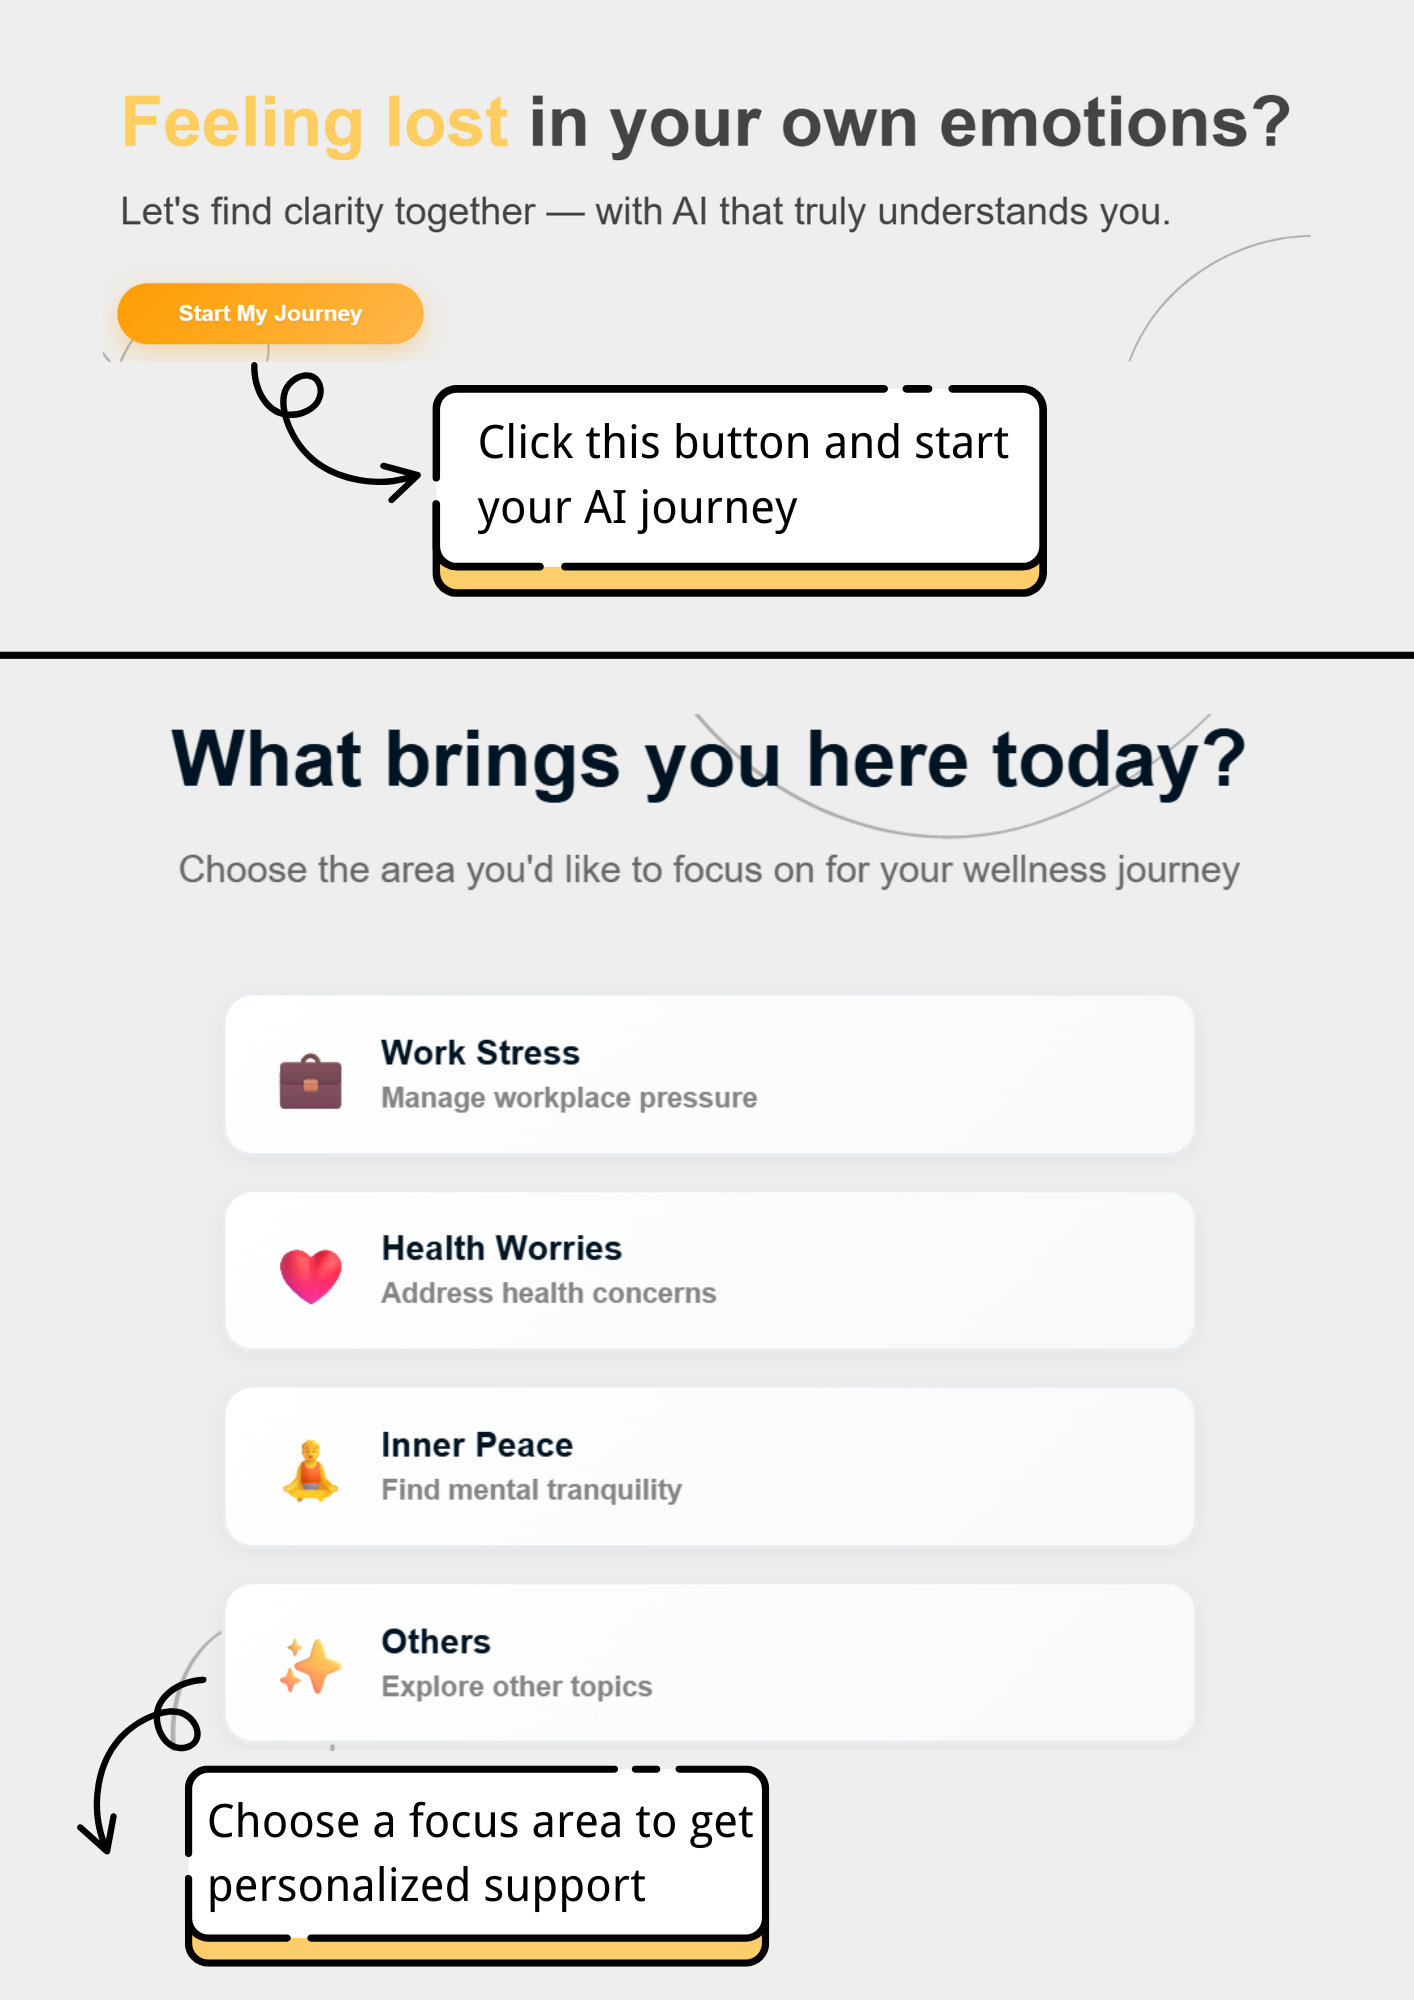 Feeling lost in your own emotions?
Let's find clarity together — with AI that truly understands you.
Start My Journey
Click this button and start
your AI journey
What brings you here today?
Choose the area you'd like to focus on for your wellness journey
Work Stress
Manage workplace pressure
Health Worries
Address health concerns
Inner Peace
Find mental tranquility
Others
Explore other topics
Choose a focus area to get
personalized support